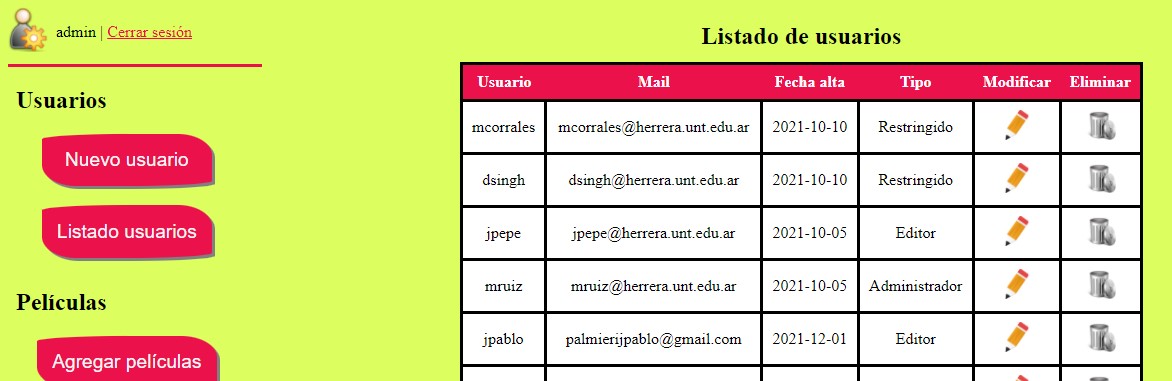 admin | Cerrar sesión
Usuarios
Nuevo usuario
Listado usuarios
Películas
Agregar películas
Listado de usuarios
Usuario Mail Fecha alta Tipo Modificar Eliminar
mcorrales mcorrales@herrera.unt.edu.ar 2021-10-10 Restringido
dsingh dsingh@herrera.unt.edu.ar 2021-10-10 Restringido
jpepe jpepe@herrera.unt.edu.ar 2021-10-05 Editor
mruiz mruiz@herrera.unt.edu.ar 2021-10-05 Administrador
jpablo palmierijpablo@gmail.com 2021-12-01 Editor